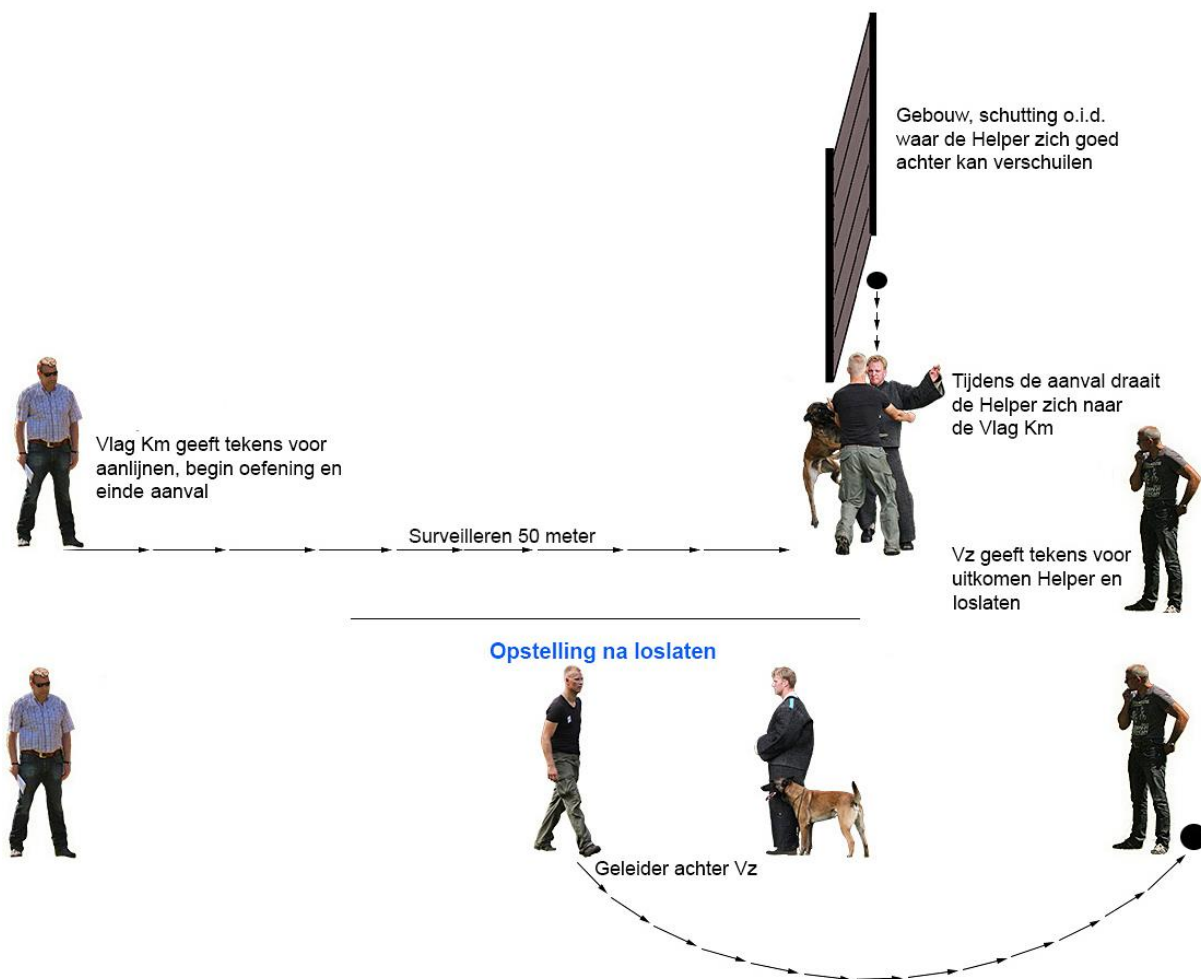 Gebouw, schutting o.i.d.
waar de Helper zich goed
achter kan verschuilen
Tijdens de aanval draait
de Helper zich naar
de Vlag Km
Vlag Km geeft tekens voor
aanlijnen, begin oefening en
einde aanval
Surveilleren 50 meter
Vz geeft tekens voor
uitkomen Helper en
loslaten
Opstelling na loslaten
Geleider achter Vz